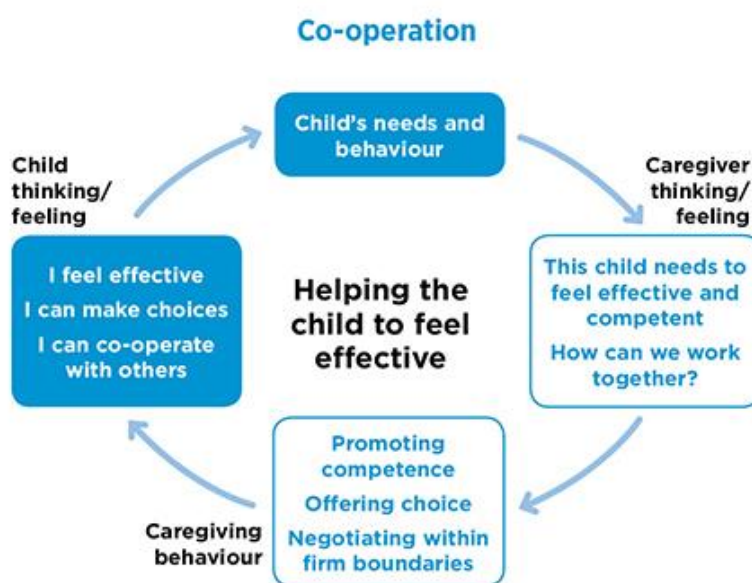 Co-operation
Child's needs and
behaviour
Child
thinking/
feeling
Caregiver
thinking/
feeling
I feel effective
I can make choices
I can co-operate
with others
Helping the
child to feel
effective
This child needs to
feel effective and
competent
How can we work
together?
Promoting
competence
Offering choice
Negotiating within
firm boundaries
Caregiving
behaviour